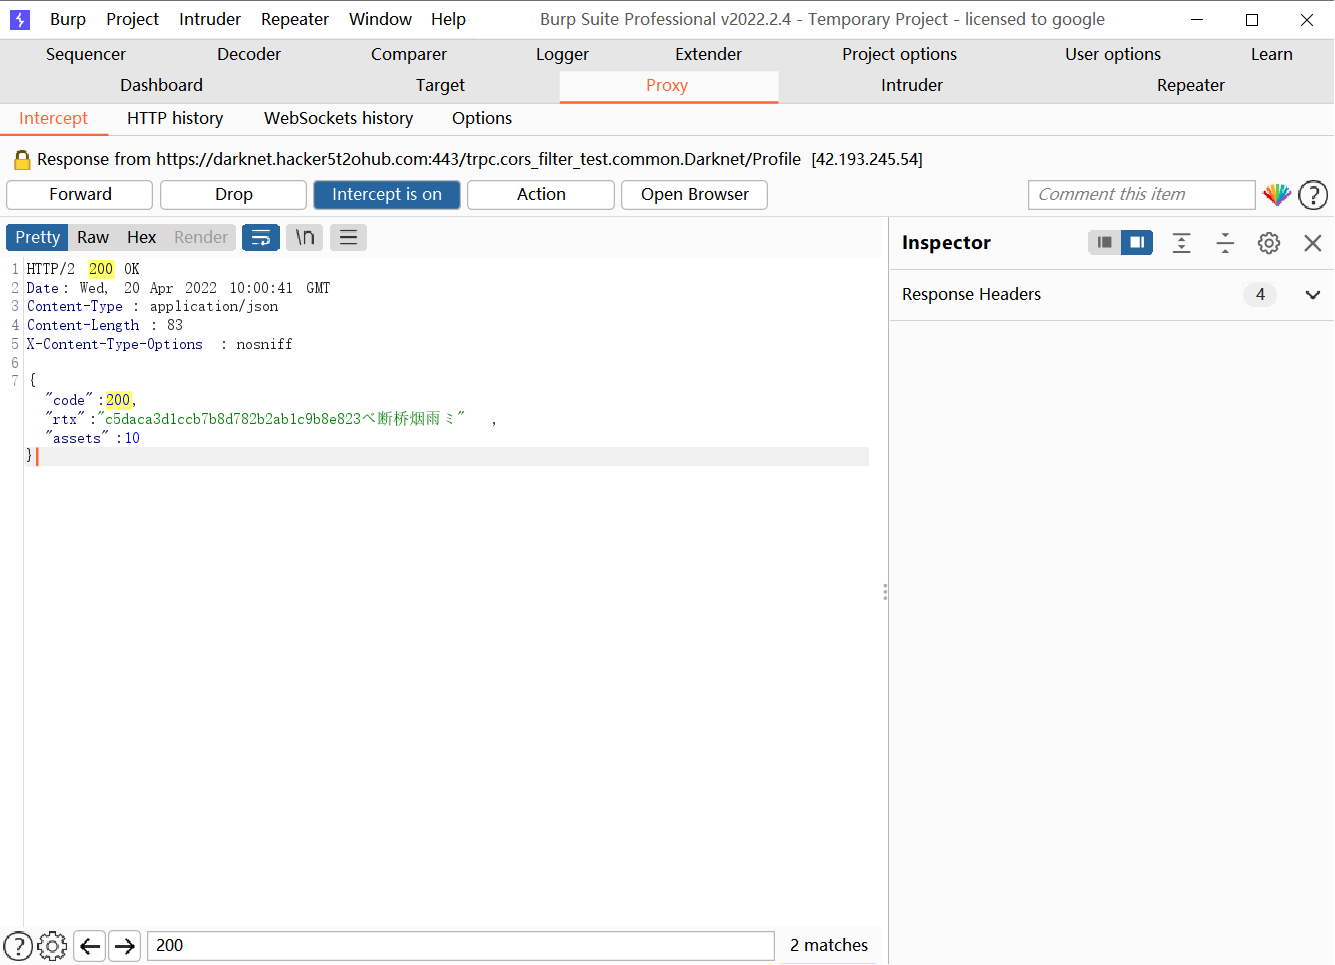 Burp Project Intruder Repeater Window Help Burp Suite Professional v2022.2.4 - Temporary Project - licensed to google
Sequencer Decoder Comparer Logger Extender Project options User options Learn
Dashboard Target Proxy Intruder Repeater
Intercept HTTP history WebSockets history Options
Response from https://darknet.hacker5t2ohub.com:443/trpc.cors_filter_test.common.Darknet/Profile [42.193.245.54]
Forward Drop Intercept is on Action Open Browser Comment this item ?
Pretty Raw Hex Render \n Inspector
Response Headers 4
1 HTTP/2 200 OK
2 Date : Wed, 20 Apr 2022 10:00:41 GMT
3 Content-Type : application/json
4 Content-Length : 83
5 X-Content-Type-Options : nosniff
6
7 {
"code" :200,
"rtx" :"c5daca3d1ccb7b8d782b2ab1c9b8e823ベ断桥烟雨ミ" ,
"assets" :10
}
? 200 2 matches